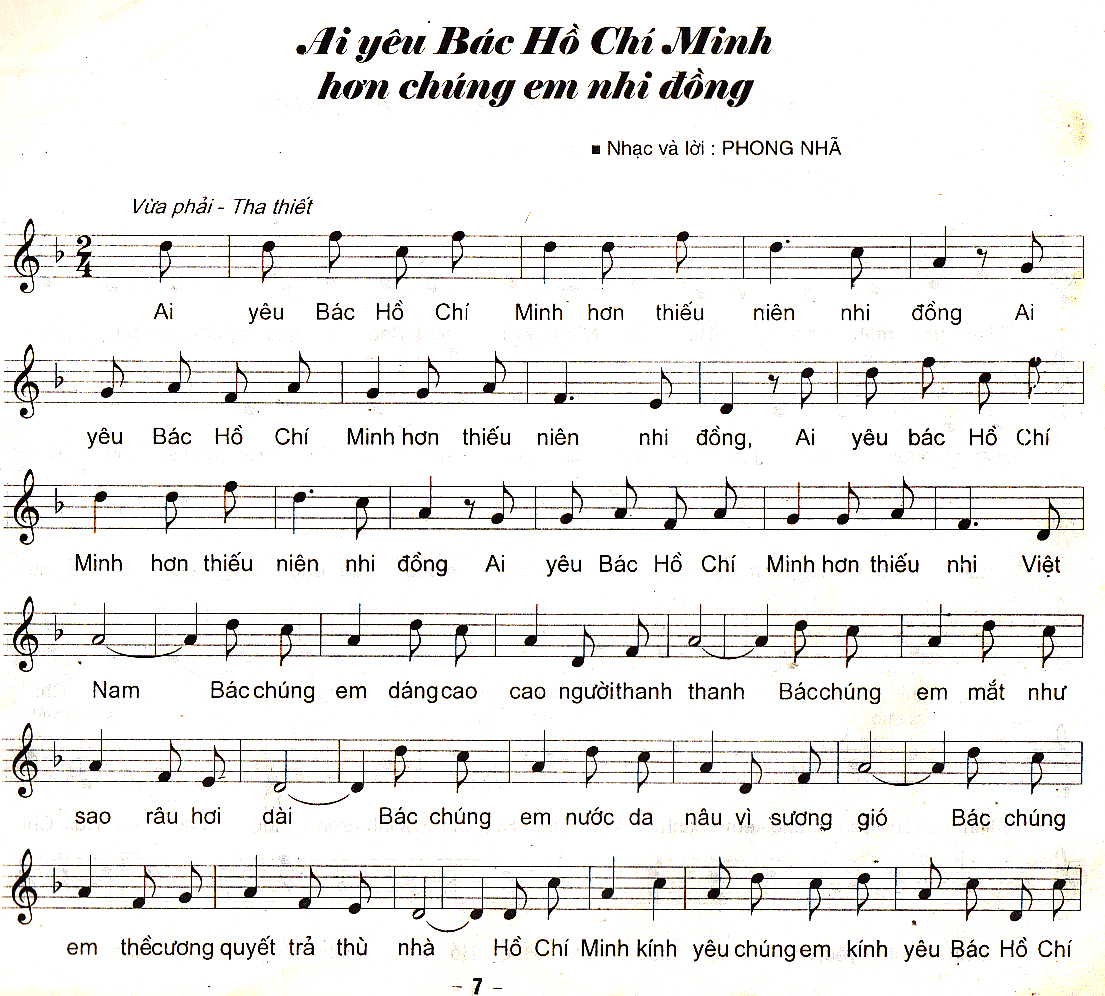 Ai yêu Bác Hồ Chí Minh
hơn chúng em nhi đồng
■ Nhạc và lời : PHONG NHÃ
Vừa phải - Tha thiết
2
4
Ai yêu Bác Hồ Chí Minh hơn thiếu niên nhi đồng Ai
yêu Bác Hồ Chí Minh hơn thiếu niên nhi đồng, Ai yêu bác Hồ Chí
Minh hơn thiếu niên nhi đồng Ai yêu Bác Hồ Chí Minh hơn thiếu nhi Việt
Nam Bác chúng em dáng cao cao người thanh thanh Bác chúng em mắt như
sao râu hơi dài Bác chúng em nước da nâu vì sương gió Bác chúng
em thề cương quyết trả thù nhà Hồ Chí Minh kính yêu chúng em kính yêu Bác Hồ Chí
- 7 -